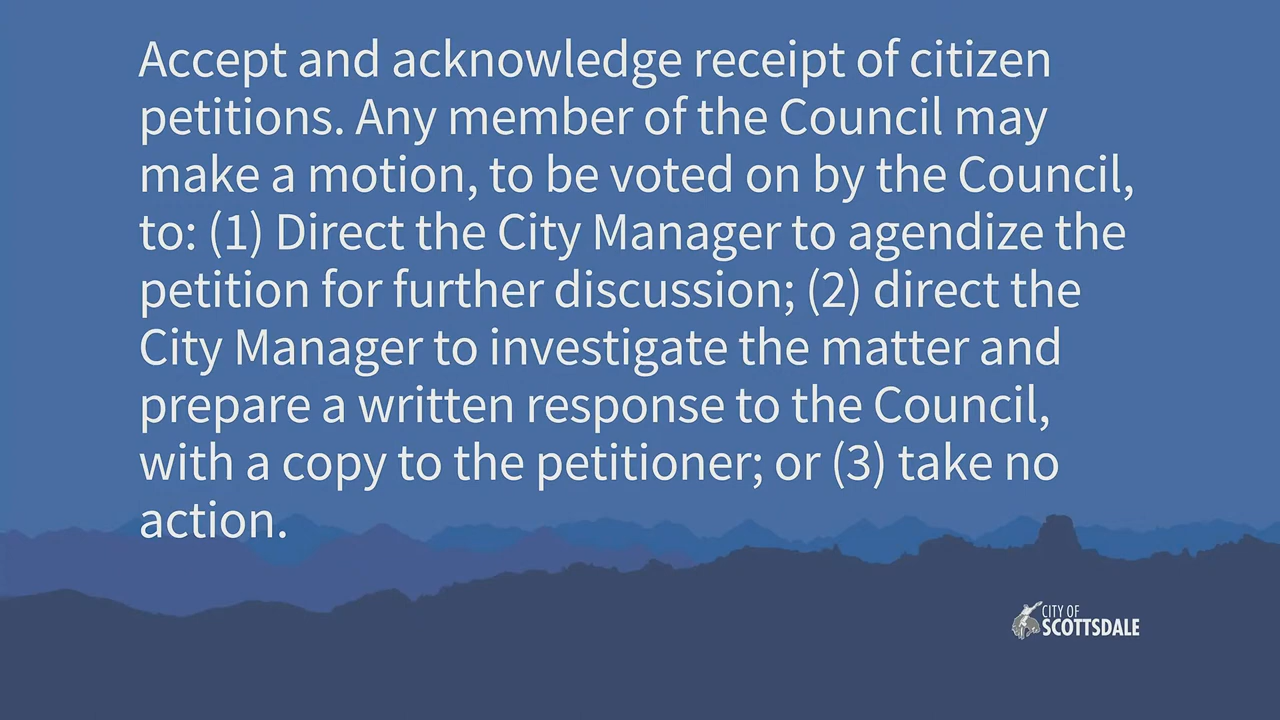 Accept and acknowledge receipt of citizen
petitions. Any member of the Council may
make a motion, to be voted on by the Council,
to: (1) Direct the City Manager to agendize the
petition for further discussion; (2) direct the
City Manager to investigate the matter and
prepare a written response to the Council,
with a copy to the petitioner; or (3) take no
action.
CITY OF
SCOTTSDALE